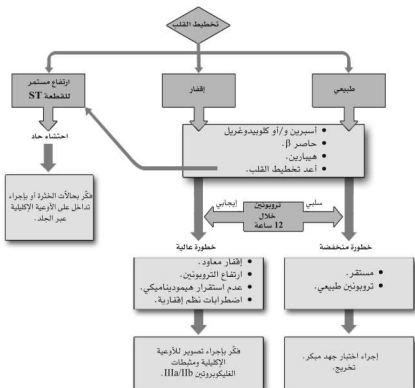 تخطيط القلب
طبيعي
إقفار
ارتفاع مستمر
للقطعة ST
احتشاء حاد
• أسبرين و/أو كلوبيدوغريل
• حاصر β.
• هيبارين.
• أعد تخطيط القلب.
فكّر بحالاّت الخثرة أو بإجراء
تداخل على الأوعية الإكليلية
عبر الجلد.
سلبي
تروبونين
خلال
12 ساعة
إيجابي
خطورة منخفضة
خطورة عالية
• مستقر.
• تروبونين طبيعي.
• إقفار معاود.
• ارتفاع التروبونين.
• عدم استقرار هيموديناميكي.
• اضطرابات نظم إقفارية.
إجراء اختبار جهد مبكر.
تخريج.
فكّر بإجراء تصوير للأوعية
الإكليلية ومثبطات
الغليكوبروتين IIIa/IIb.